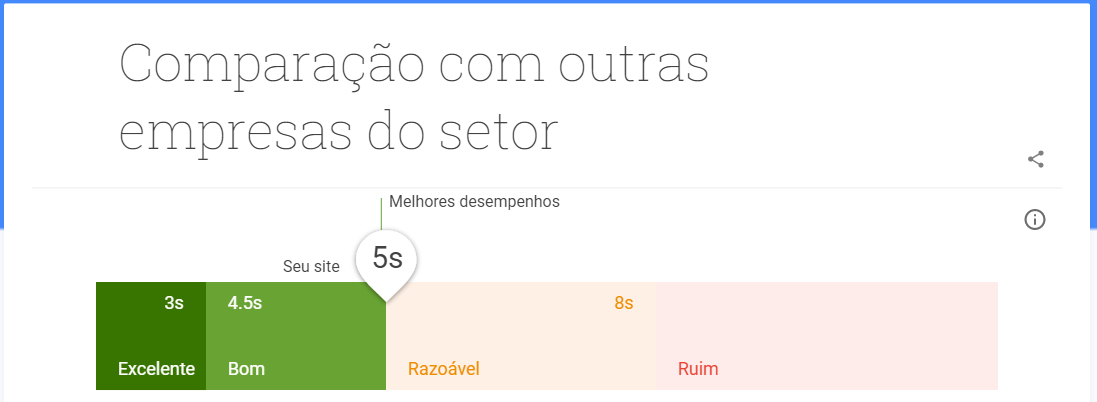 Comparação com outras
empresas do setor
Melhores desempenhos
Seu site
5s
3s
4.5s
8s
Excelente
Bom
Razoável
Ruim